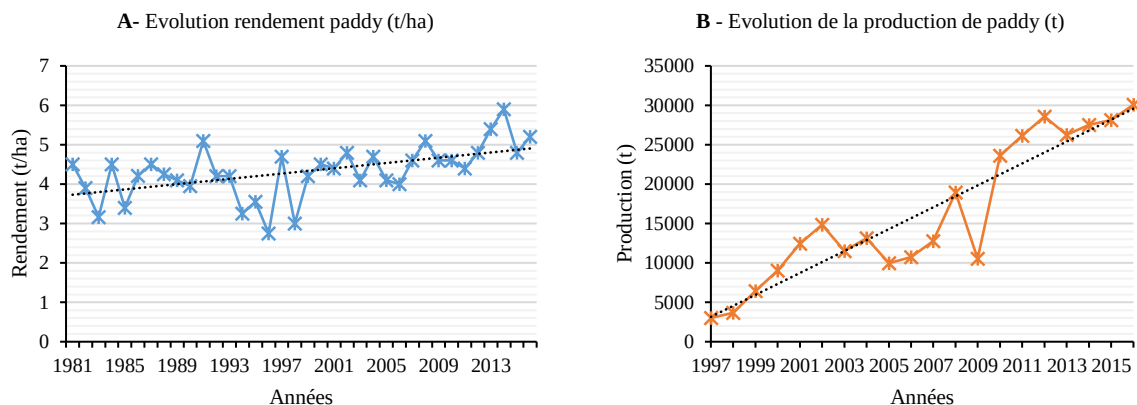 A- Evolution rendement paddy (t/ha)
7
6
5
4
3
2
1
0
Rendement (t/ha)
1981 1985 1989 1993 1997 2001 2005 2009 2013
Années
B - Evolution de la production de paddy (t)
35000
30000
25000
20000
15000
10000
5000
0
Production (t)
1997 1999 2001 2003 2005 2007 2009 2011 2013 2015
Années